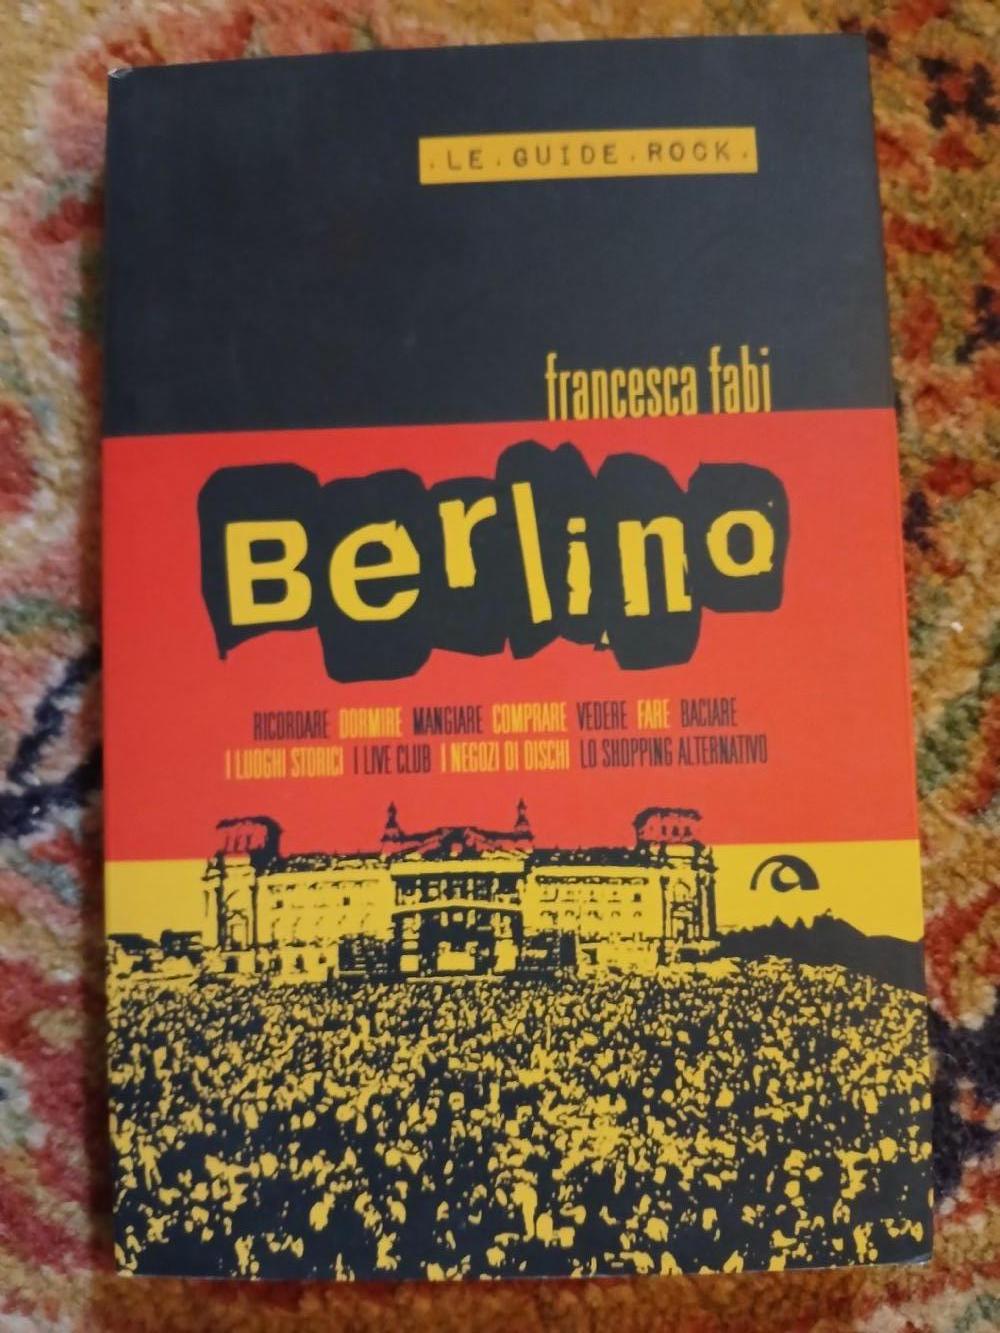 .LE.GUIDE.ROCK.
francesca fabi
Berlino
RICORDARE DORMIRE MANGIARE COMPRARE VEDERE FARE BACIARE
I LUOGHI STORICI I LIVE CLUB I NEGOZI DI DISCHI LO SHOPPING ALTERNATIVO